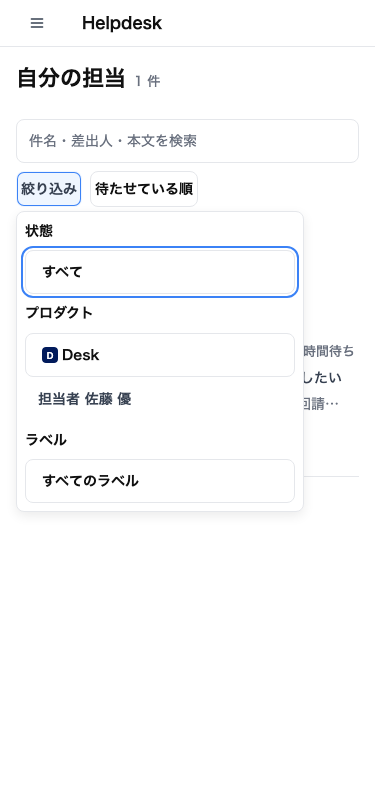 Helpdesk
自分の担当 1 件
件名・差出人・本文を検索
絞り込み 待たせている順
状態
すべて
プロダクト
D Desk
時間待ち
したい
担当者 佐藤 優
回請…
ラベル
すべてのラベル